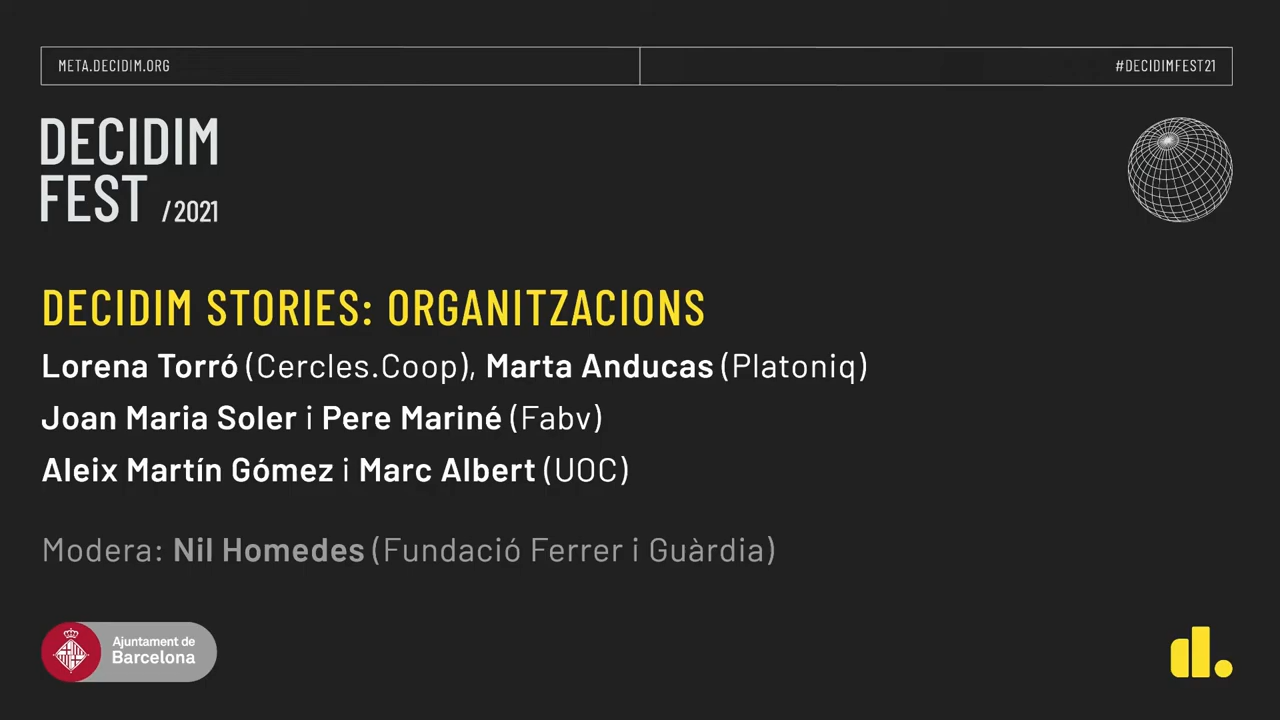 META.DECIDIM.ORG
#DECIDIMFEST21
DECIDIM
FEST /2021
DECIDIM STORIES: ORGANITZACIONS
Lorena Torró (Cercles.Coop), Marta Anducas (Platoniq)
Joan Maria Soler i Pere Mariné (Fabv)
Aleix Martín Gómez i Marc Albert (UOC)
Modera: Nil Homedes (Fundació Ferrer i Guàrdia)
Ajuntament de
Barcelona
d.